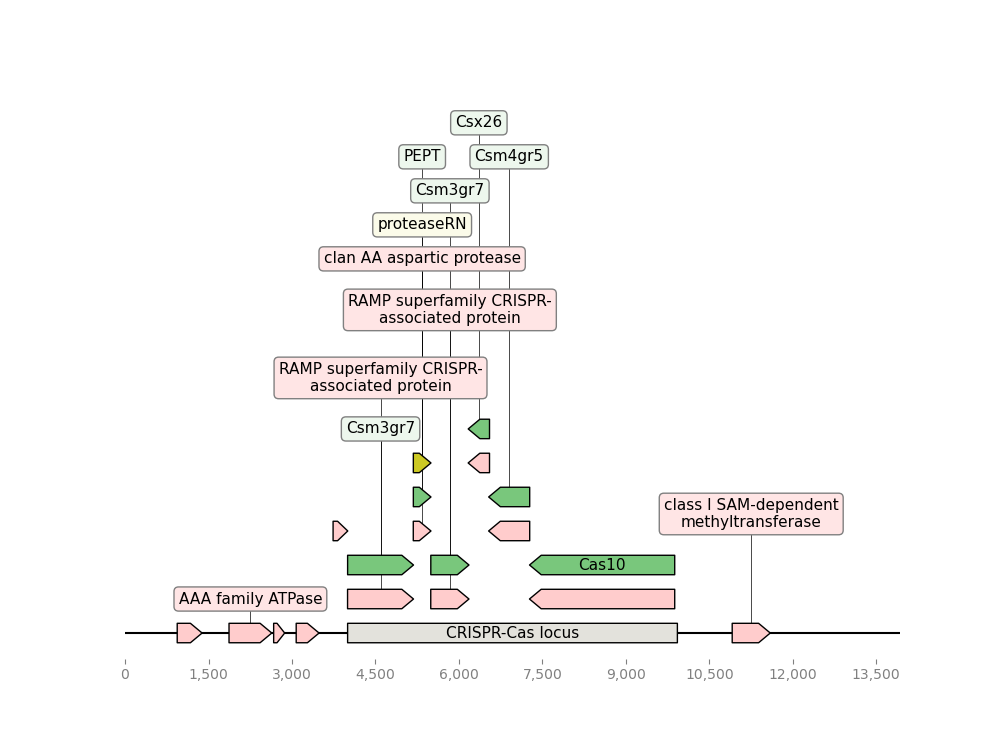 Csx26
PEPT
Csm4gr5
Csm3gr7
proteaseRN
clan AA aspartic protease
RAMP superfamily CRISPR-
associated protein
RAMP superfamily CRISPR-
associated protein
Csm3gr7
class I SAM-dependent
methyltransferase
Cas10
AAA family ATPase
CRISPR-Cas locus
0
1,500
3,000
4,500
6,000
7,500
9,000
10,500
12,000
13,500